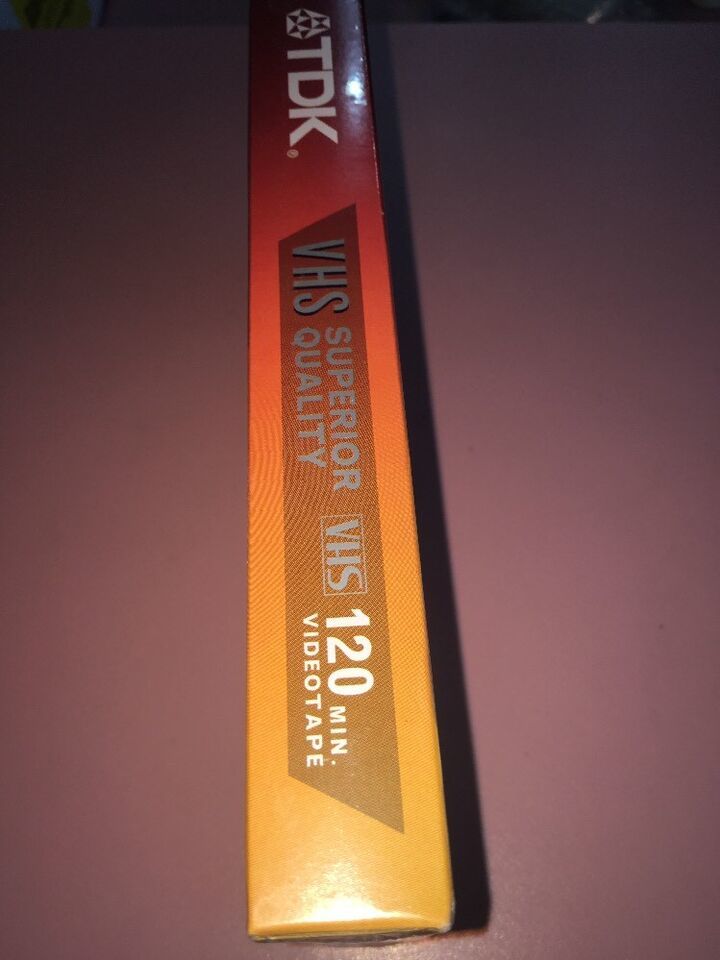 TDK®
VHS SUPERIOR
QUALITY
VHS 120 MIN.
VIDEOTAPE